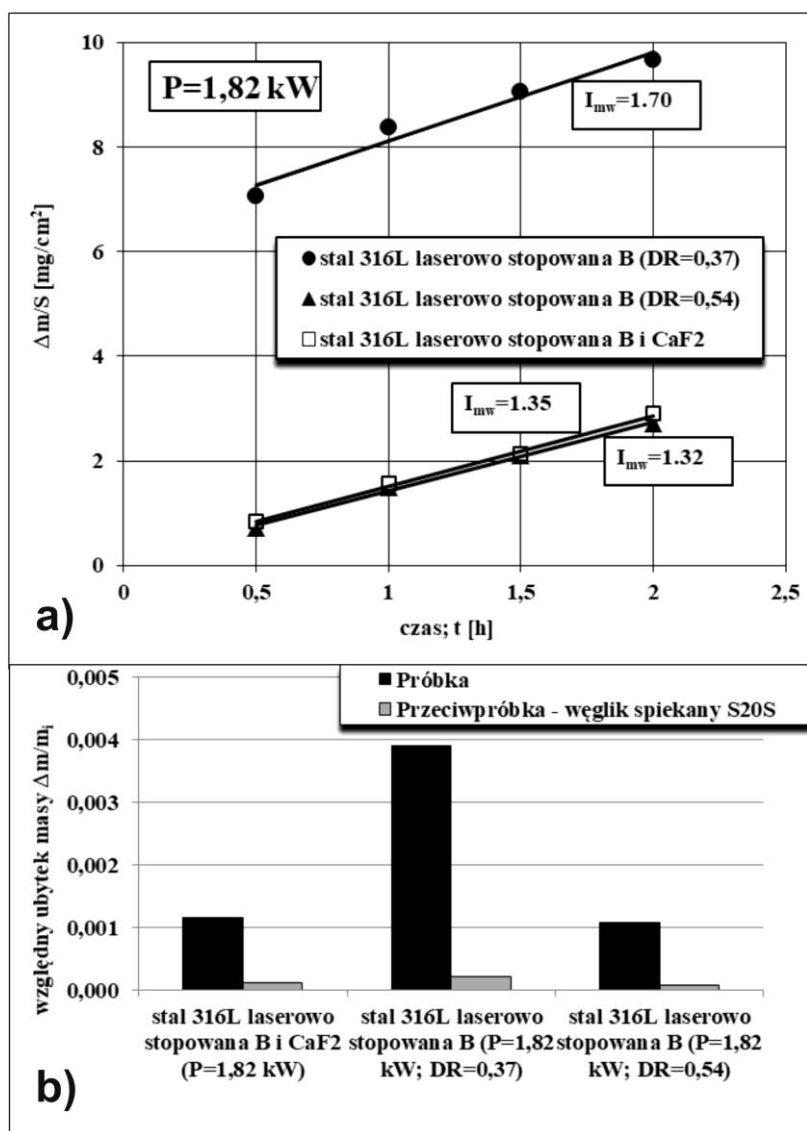 10
8
6
4
2
0
Δm/S [mg/cm²]
P=1,82 kW
I_mw=1.70
●stal 316L laserowo stopowana B (DR=0,37)
▲stal 316L laserowo stopowana B (DR=0,54)
□stal 316L laserowo stopowana B i CaF2
I_mw=1.35
I_mw=1.32
0 0,5 1 1,5 2 2,5
czas; t [h]
a)
0,005
0,004
0,003
0,002
0,001
0,000
względny ubytek masy Δm/m_i
■Próbka
■Przeciwpróbka - węglik spiekany S20S
stal 316L laserowo
stopowana B i CaF2
(P=1,82 kW)
stal 316L laserowo
stopowana B (P=1,82
kW; DR=0,37)
stal 316L laserowo
stopowana B (P=1,82
kW; DR=0,54)
b)